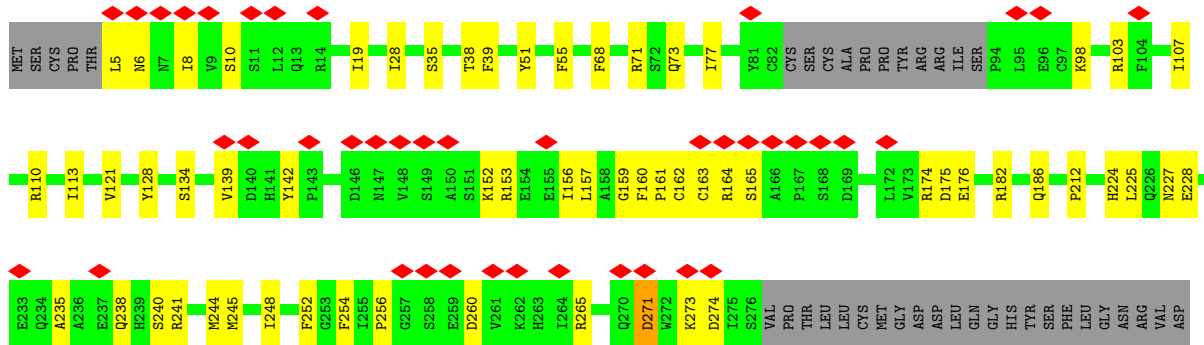 MET SER CYS PRO THR L5 N6 N7 I8 V9 S10 S11 L12 Q13 R14 I19 I28 S35 T38 F39 Y51 F55 F68 R71 S72 Q73 I77 Y81 C82 CYS SER CYS ALA PRO PRO TYR ARG ARG ILE SER P94 L95 E96 C97 K98 R103 F104 I107
R110 I113 V121 Y128 S134 V139 D140 H141 Y142 P143 D146 N147 V148 S149 A150 S151 K152 R153 E154 E155 I156 L157 A158 G159 F160 P161 C162 C163 R164 S165 A166 P167 S168 D169 L172 V173 R174 D175 E176 R182 Q186 P212 H224 L225 Q226 N227 E228
E233 Q234 A235 A236 E237 Q238 H239 S240 R241 M244 M245 I248 F252 G253 F254 I255 P256 G257 S258 E259 D260 V261 K262 H263 I264 R265 Q270 D271 W272 K273 D274 I275 S276 VAL PRO THR LEU LEU CYS MET GLY ASP ASP LEU GLN GLY HIS TYR SER PHE LEU GLY ASN ARG VAL ASP